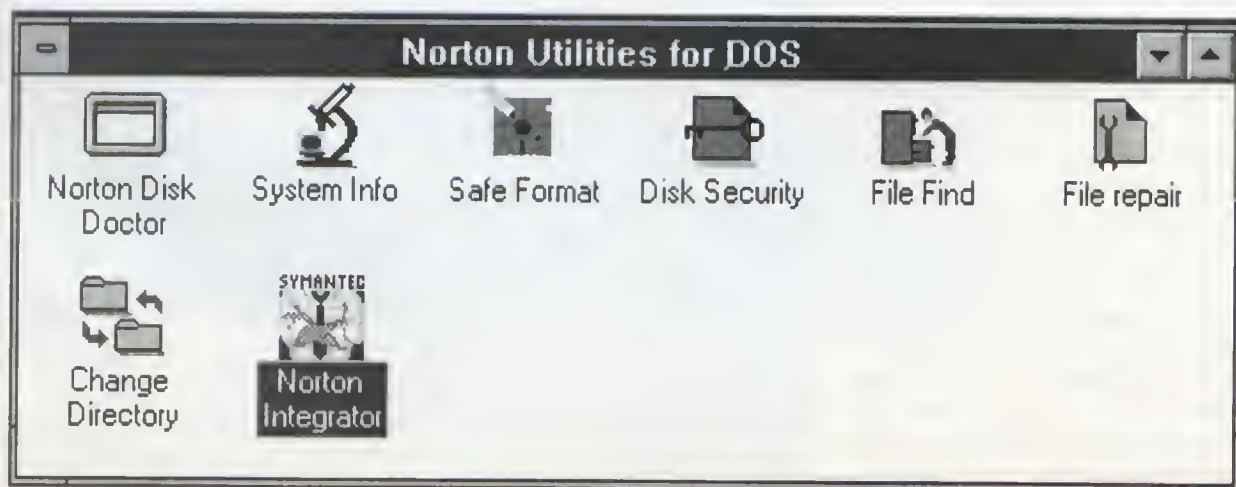 Norton Utilities for DOS
Norton Disk
Doctor
System Info
Safe Format
Disk Security
File Find
File repair
Change
Directory
SYMANTEC
Norton
Integrator